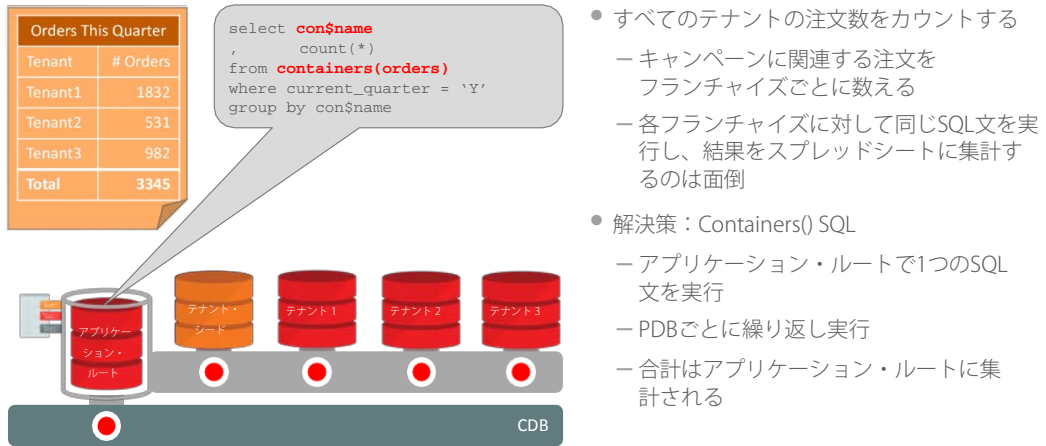 Orders This Quarter
Tenant # Orders
Tenant1 1832
Tenant2 531
Tenant3 982
Total 3345
select con$name
, count(*)
from containers(orders)
where current_quarter = ‘Y’
group by con$name
アプリケー
ション・
ルート
テナント・
シード
テナント1
テナント2
テナント3
CDB
• すべてのテナントの注文数をカウントする
– キャンペーンに関連する注文を
フランチャイズごとに数える
– 各フランチャイズに対して同じSQL文を実
行し、結果をスプレッドシートに集計す
るのは面倒
• 解決策：Containers() SQL
– アプリケーション・ルートで1つのSQL
文を実行
– PDBごとに繰り返し実行
– 合計はアプリケーション・ルートに集
計される